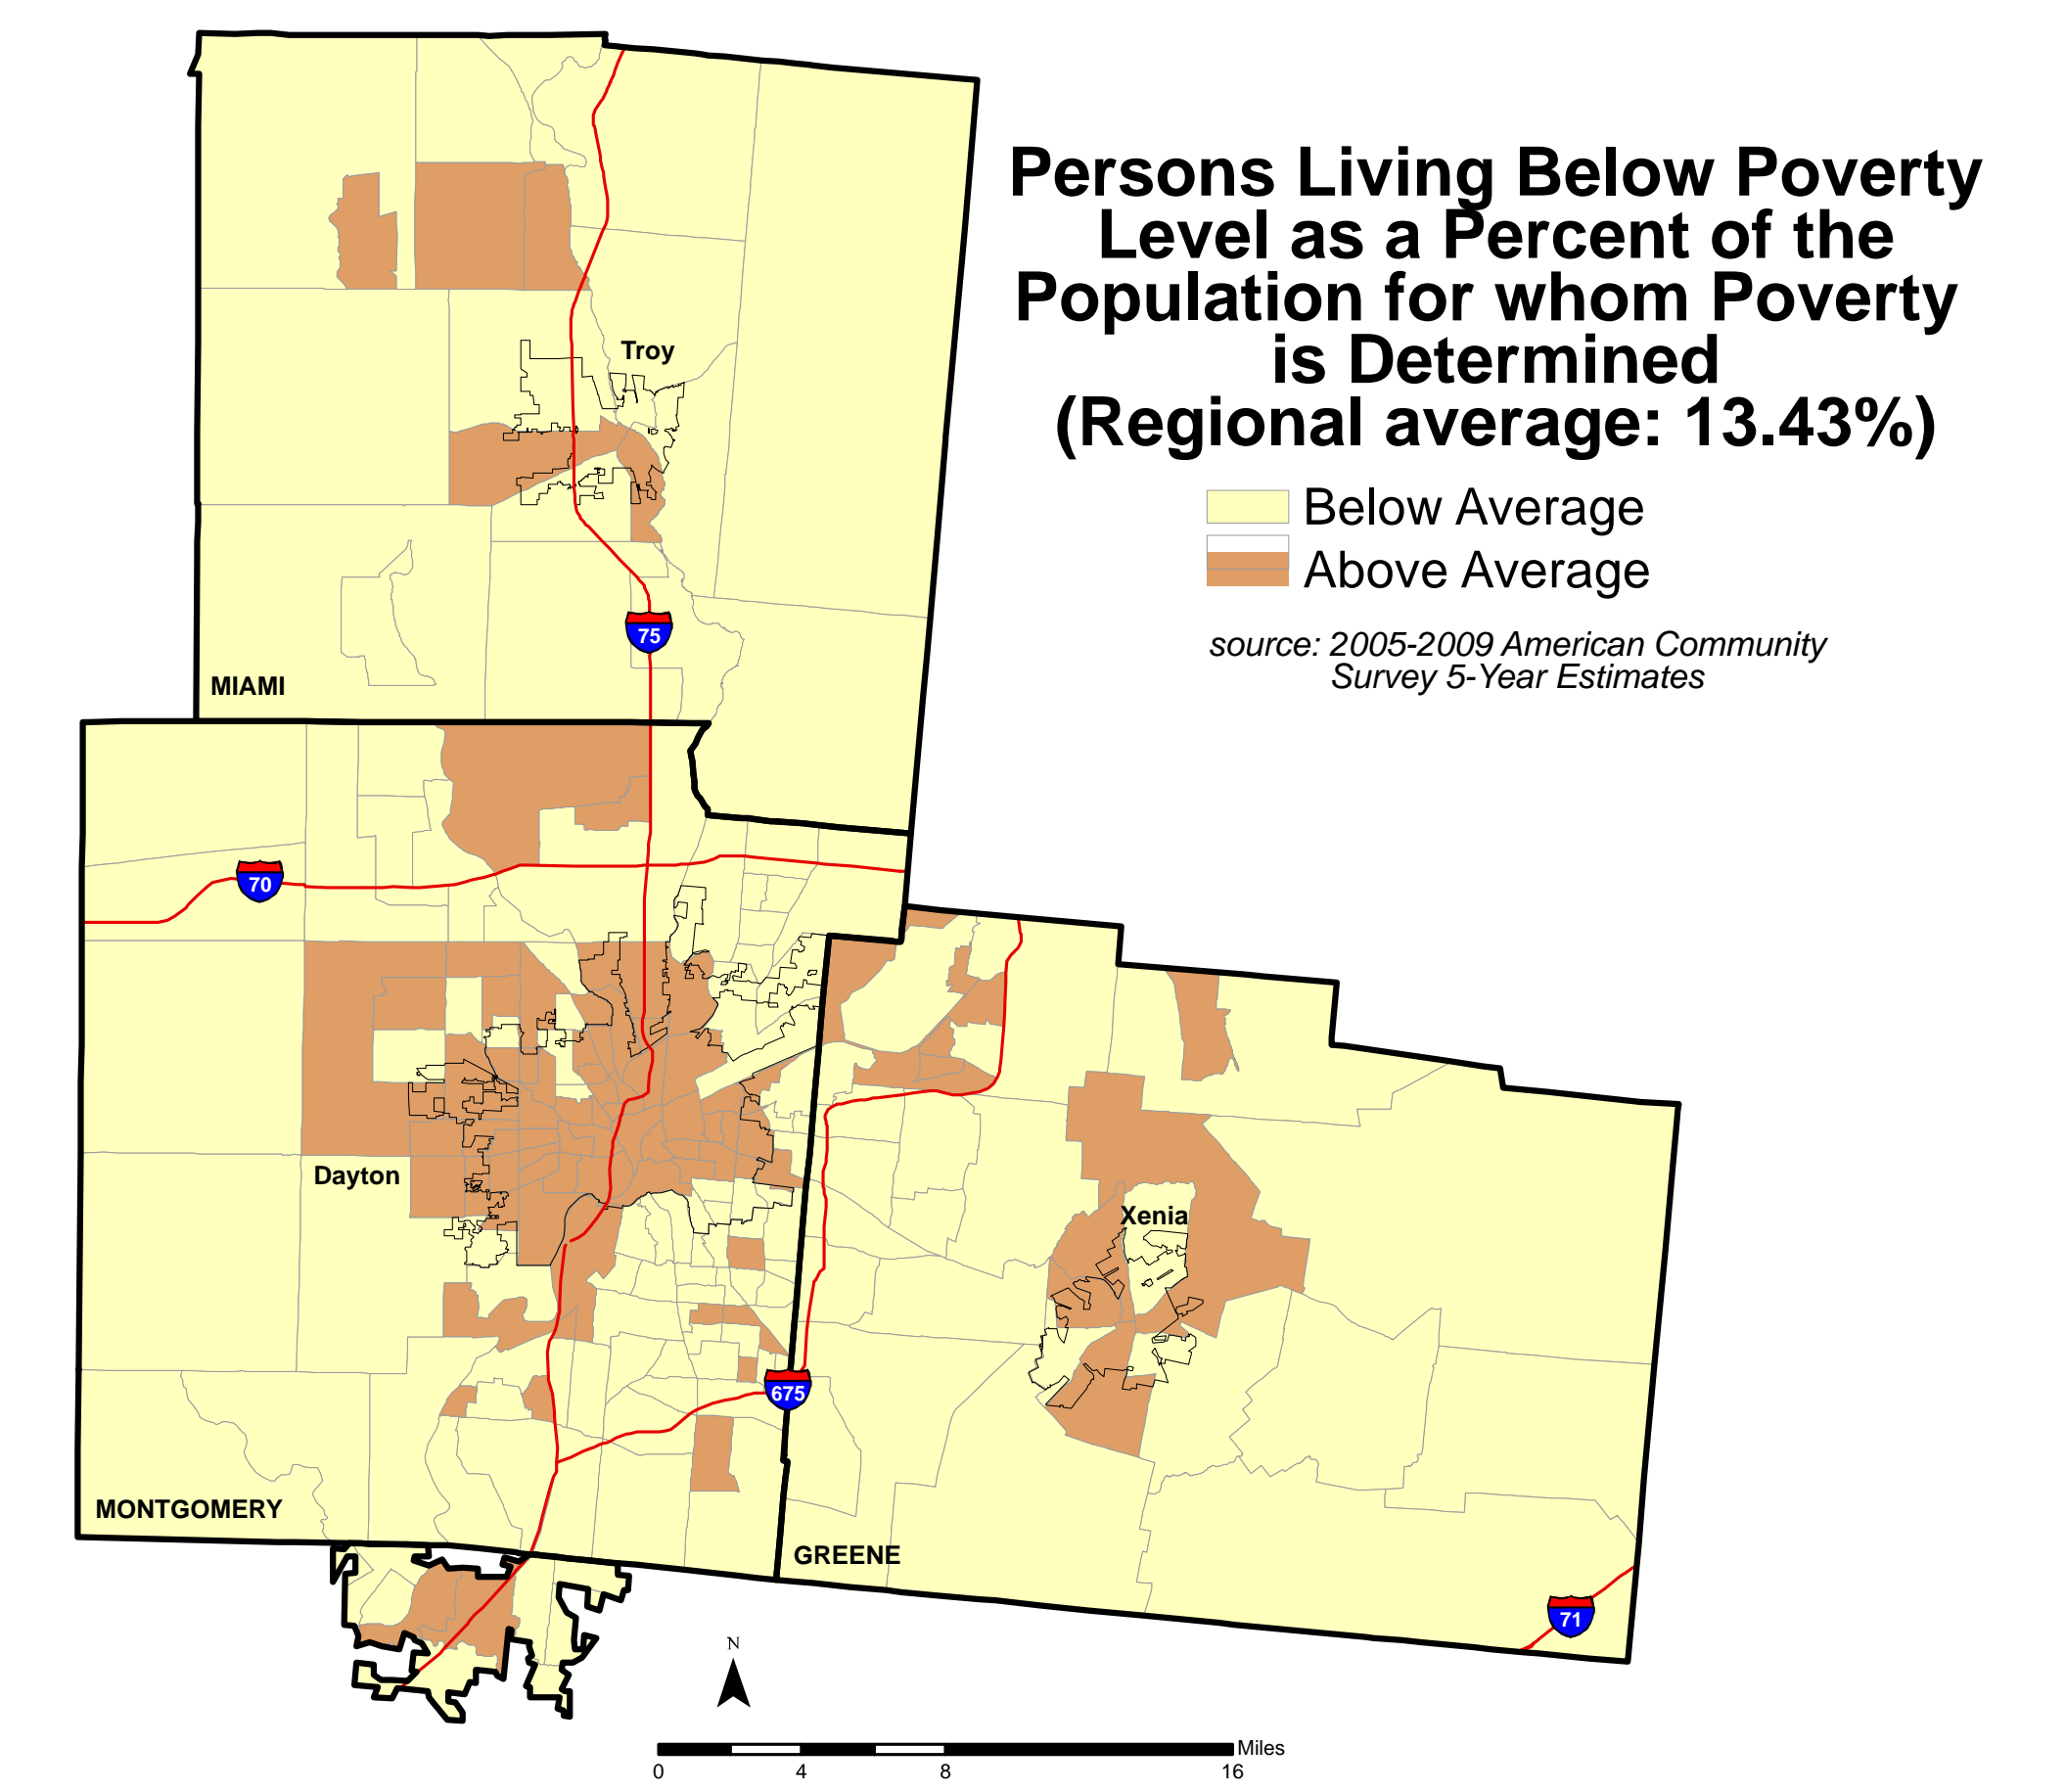 Persons Living Below Poverty
Level as a Percent of the
Population for whom Poverty
is Determined
(Regional average: 13.43%)
Below Average
Above Average
source: 2005-2009 American Community
Survey 5-Year Estimates
Troy
75
MIAMI
70
Dayton
Xenia
675
MONTGOMERY
GREENE
71
N
Miles
0 4 8 16